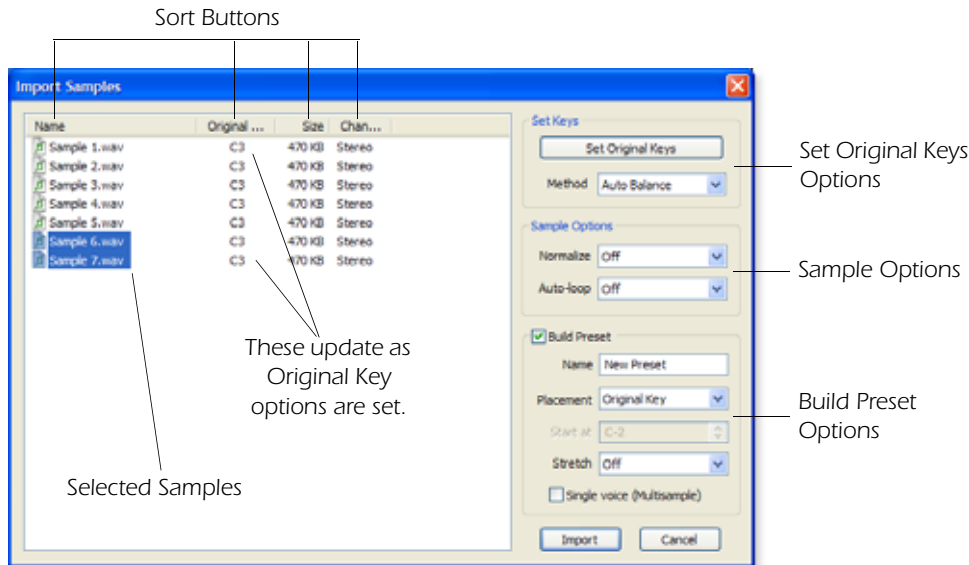 Sort Buttons
Import Samples
Name Original ... Size Chan...
Sample 1.wav C3 470 KB Stereo
Sample 2.wav C3 470 KB Stereo
Sample 3.wav C3 470 KB Stereo
Sample 4.wav C3 470 KB Stereo
Sample 5.wav C3 470 KB Stereo
Sample 6.wav C3 470 KB Stereo
Sample 7.wav C3 470 KB Stereo
These update as
Original Key
options are set.
Selected Samples
Set Keys
Set Original Keys
Method Auto Balance
Set Original Keys
Options
Sample Options
Normalize Off
Auto-loop Off
Sample Options
Build Preset
Name New Preset
Placement Original Key
Start at C-2
Stretch Off
Single voice (Multisample)
Build Preset
Options
Import Cancel